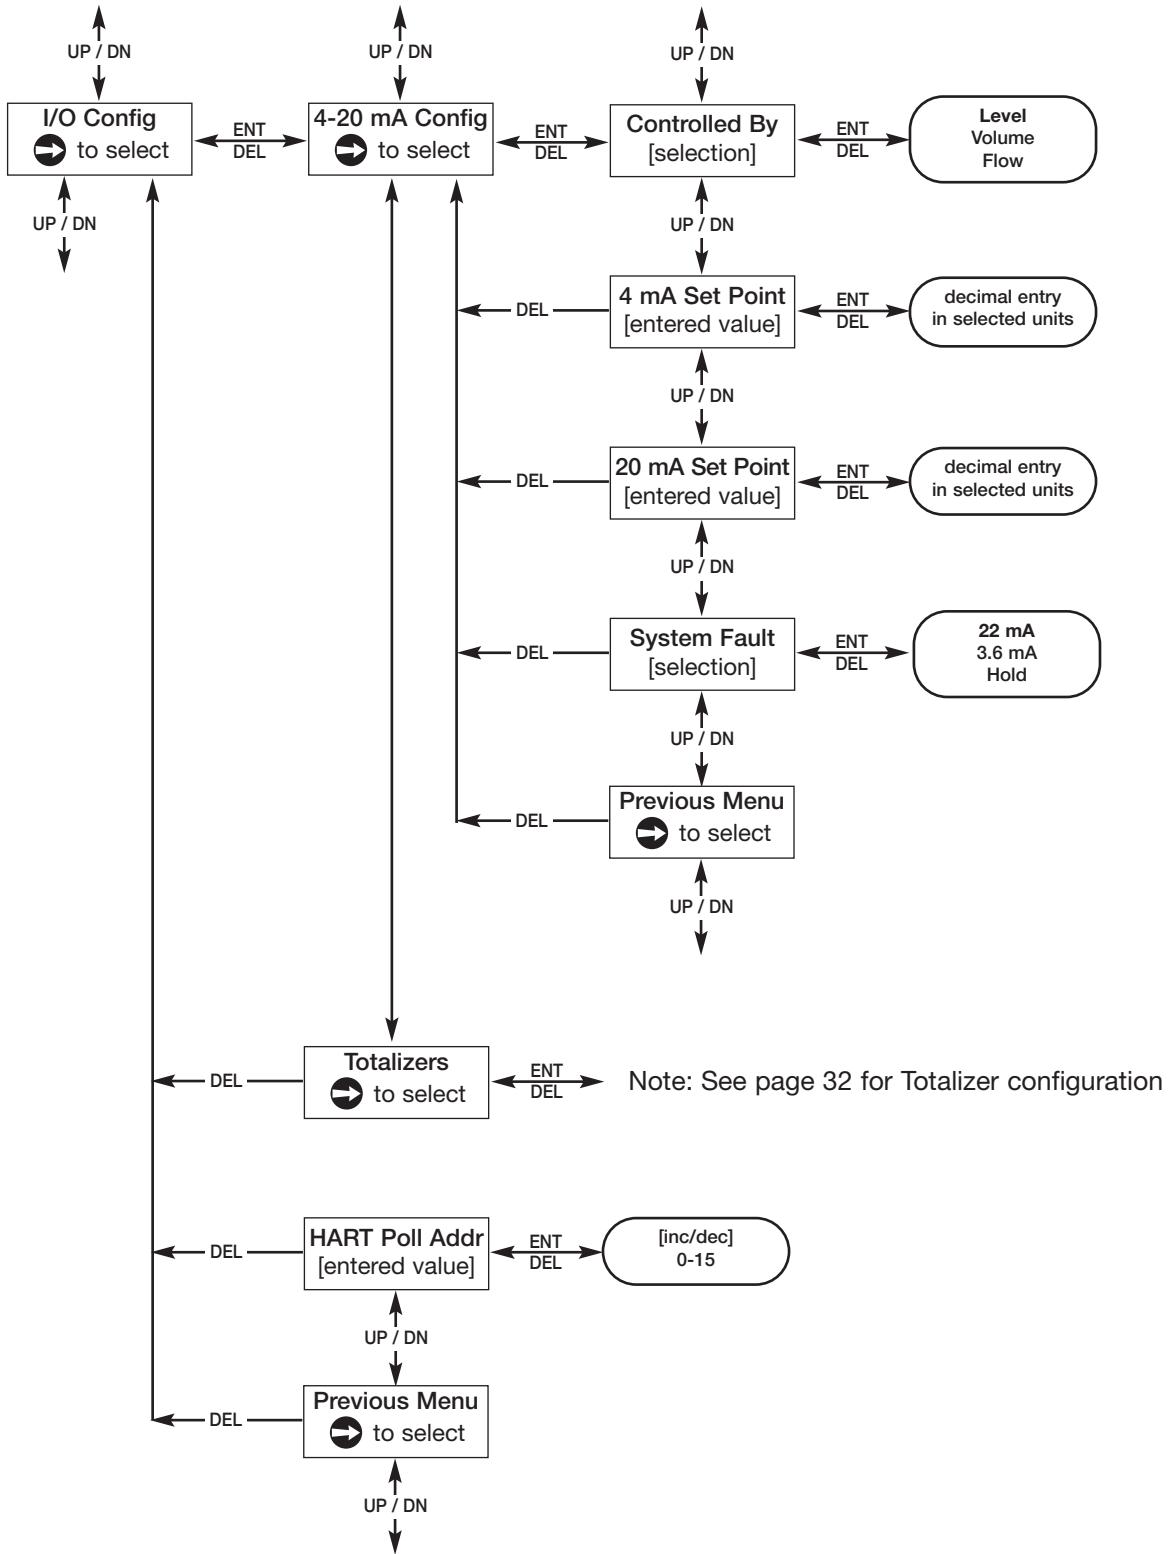 UP / DN
UP / DN
UP / DN
I/O Config
to select
ENT
DEL
4-20 mA Config
to select
ENT
DEL
Controlled By
[selection]
ENT
DEL
Level
Volume
Flow
UP / DN
UP / DN
DEL
4 mA Set Point
[entered value]
ENT
DEL
decimal entry
in selected units
UP / DN
DEL
20 mA Set Point
[entered value]
ENT
DEL
decimal entry
in selected units
UP / DN
DEL
System Fault
[selection]
ENT
DEL
22 mA
3.6 mA
Hold
UP / DN
DEL
Previous Menu
to select
UP / DN
DEL
Totalizers
to select
ENT
DEL
Note: See page 32 for Totalizer configuration
DEL
HART Poll Addr
[entered value]
ENT
DEL
[inc/dec]
0-15
UP / DN
DEL
Previous Menu
to select
UP / DN